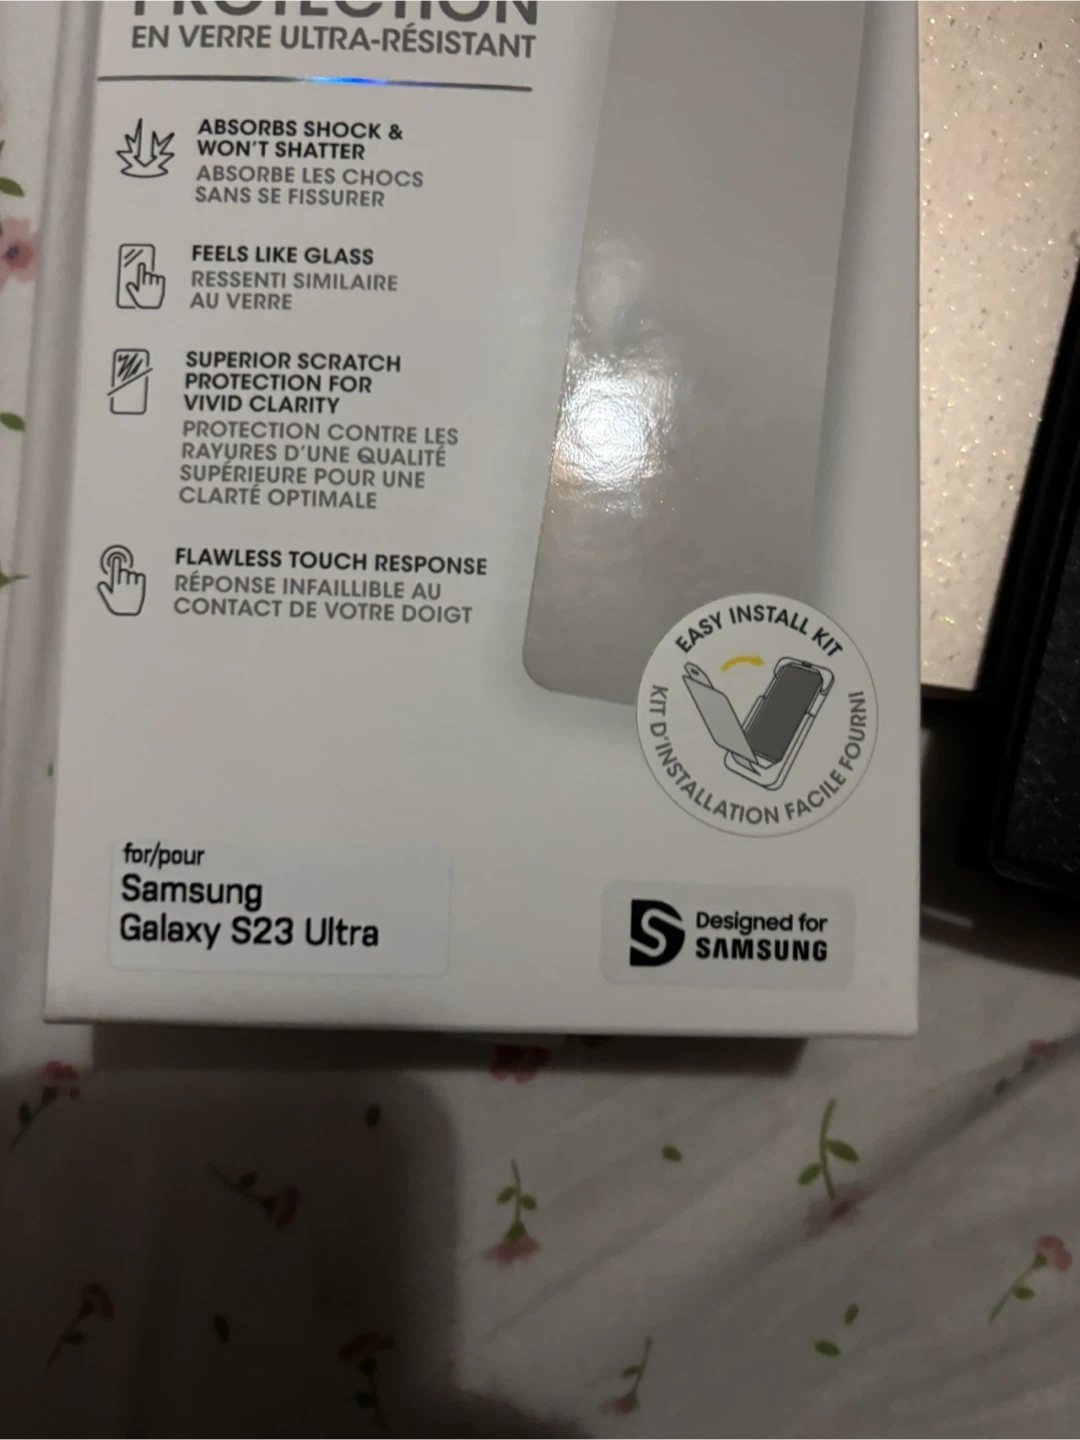 PROTECTION
EN VERRE ULTRA-RÉSISTANT
ABSORBS SHOCK &
WON'T SHATTER
ABSORBE LES CHOCS
SANS SE FISSURER
FEELS LIKE GLASS
RESSENTI SIMILAIRE
AU VERRE
SUPERIOR SCRATCH
PROTECTION FOR
VIVID CLARITY
PROTECTION CONTRE LES
RAYURES D'UNE QUALITÉ
SUPÉRIEURE POUR UNE
CLARTÉ OPTIMALE
FLAWLESS TOUCH RESPONSE
RÉPONSE INFAILLIBLE AU
CONTACT DE VOTRE DOIGT
EASY INSTALL KIT
KIT D'INSTALLATION FACILE FOURNI
for/pour
Samsung
Galaxy S23 Ultra
Designed for
SAMSUNG